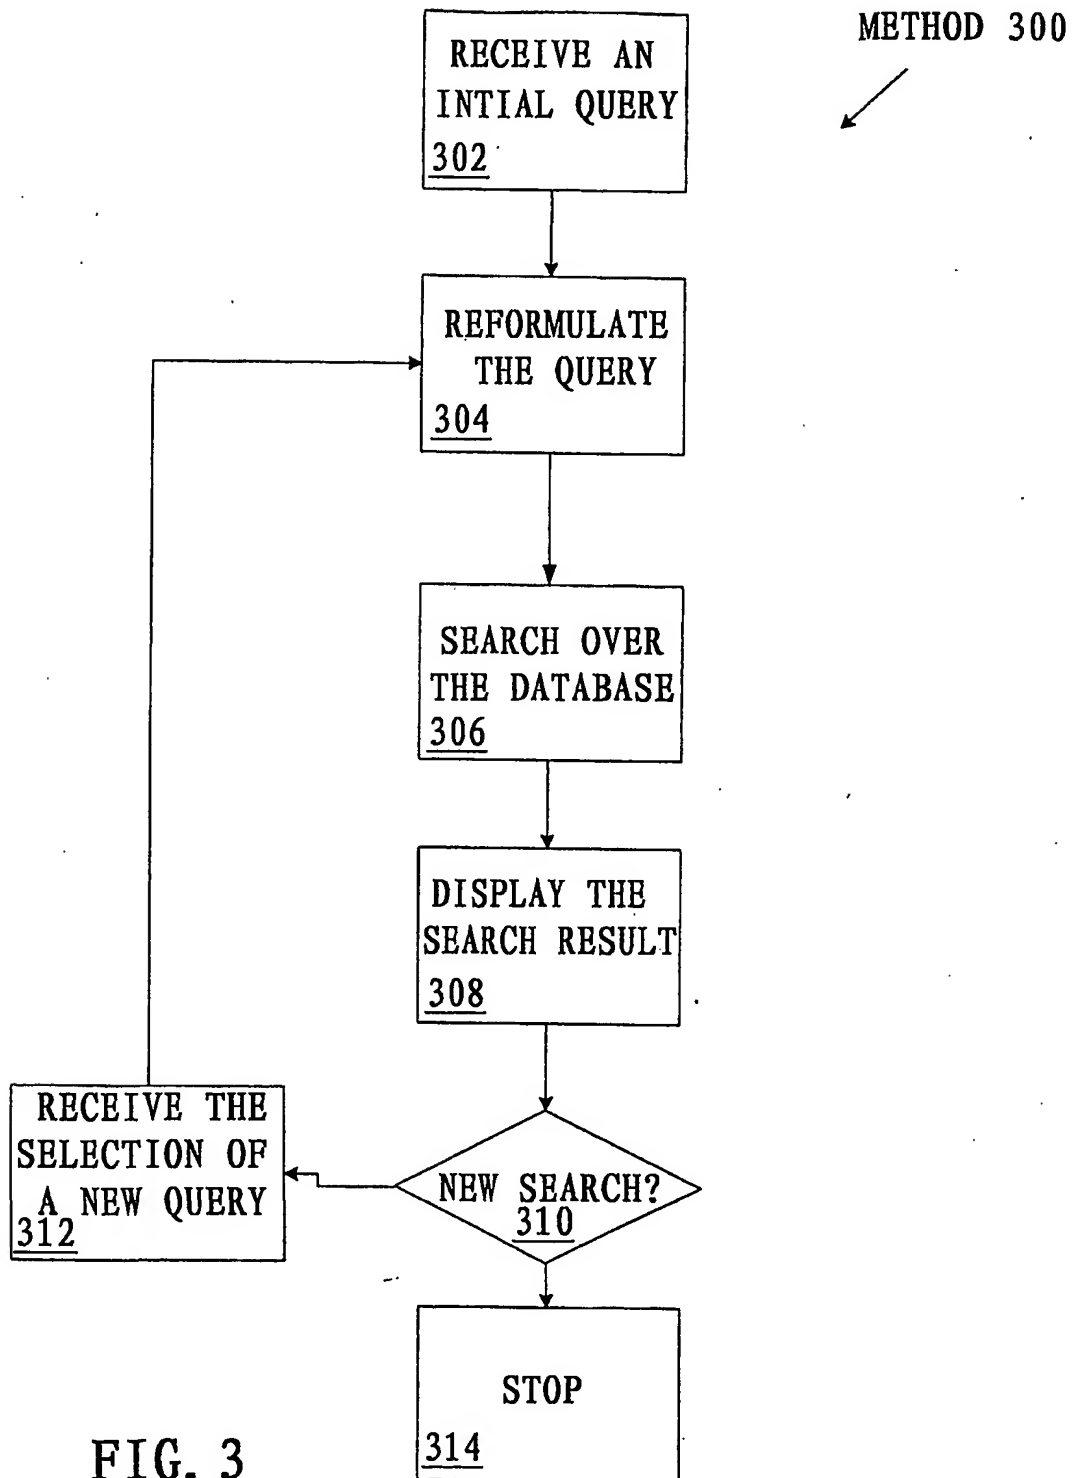 METHOD 300
RECEIVE AN
INTIAL QUERY
302
REFORMULATE
THE QUERY
304
SEARCH OVER
THE DATABASE
306
DISPLAY THE
SEARCH RESULT
308
NEW SEARCH?
310
RECEIVE THE
SELECTION OF
A NEW QUERY
312
STOP
314
FIG. 3